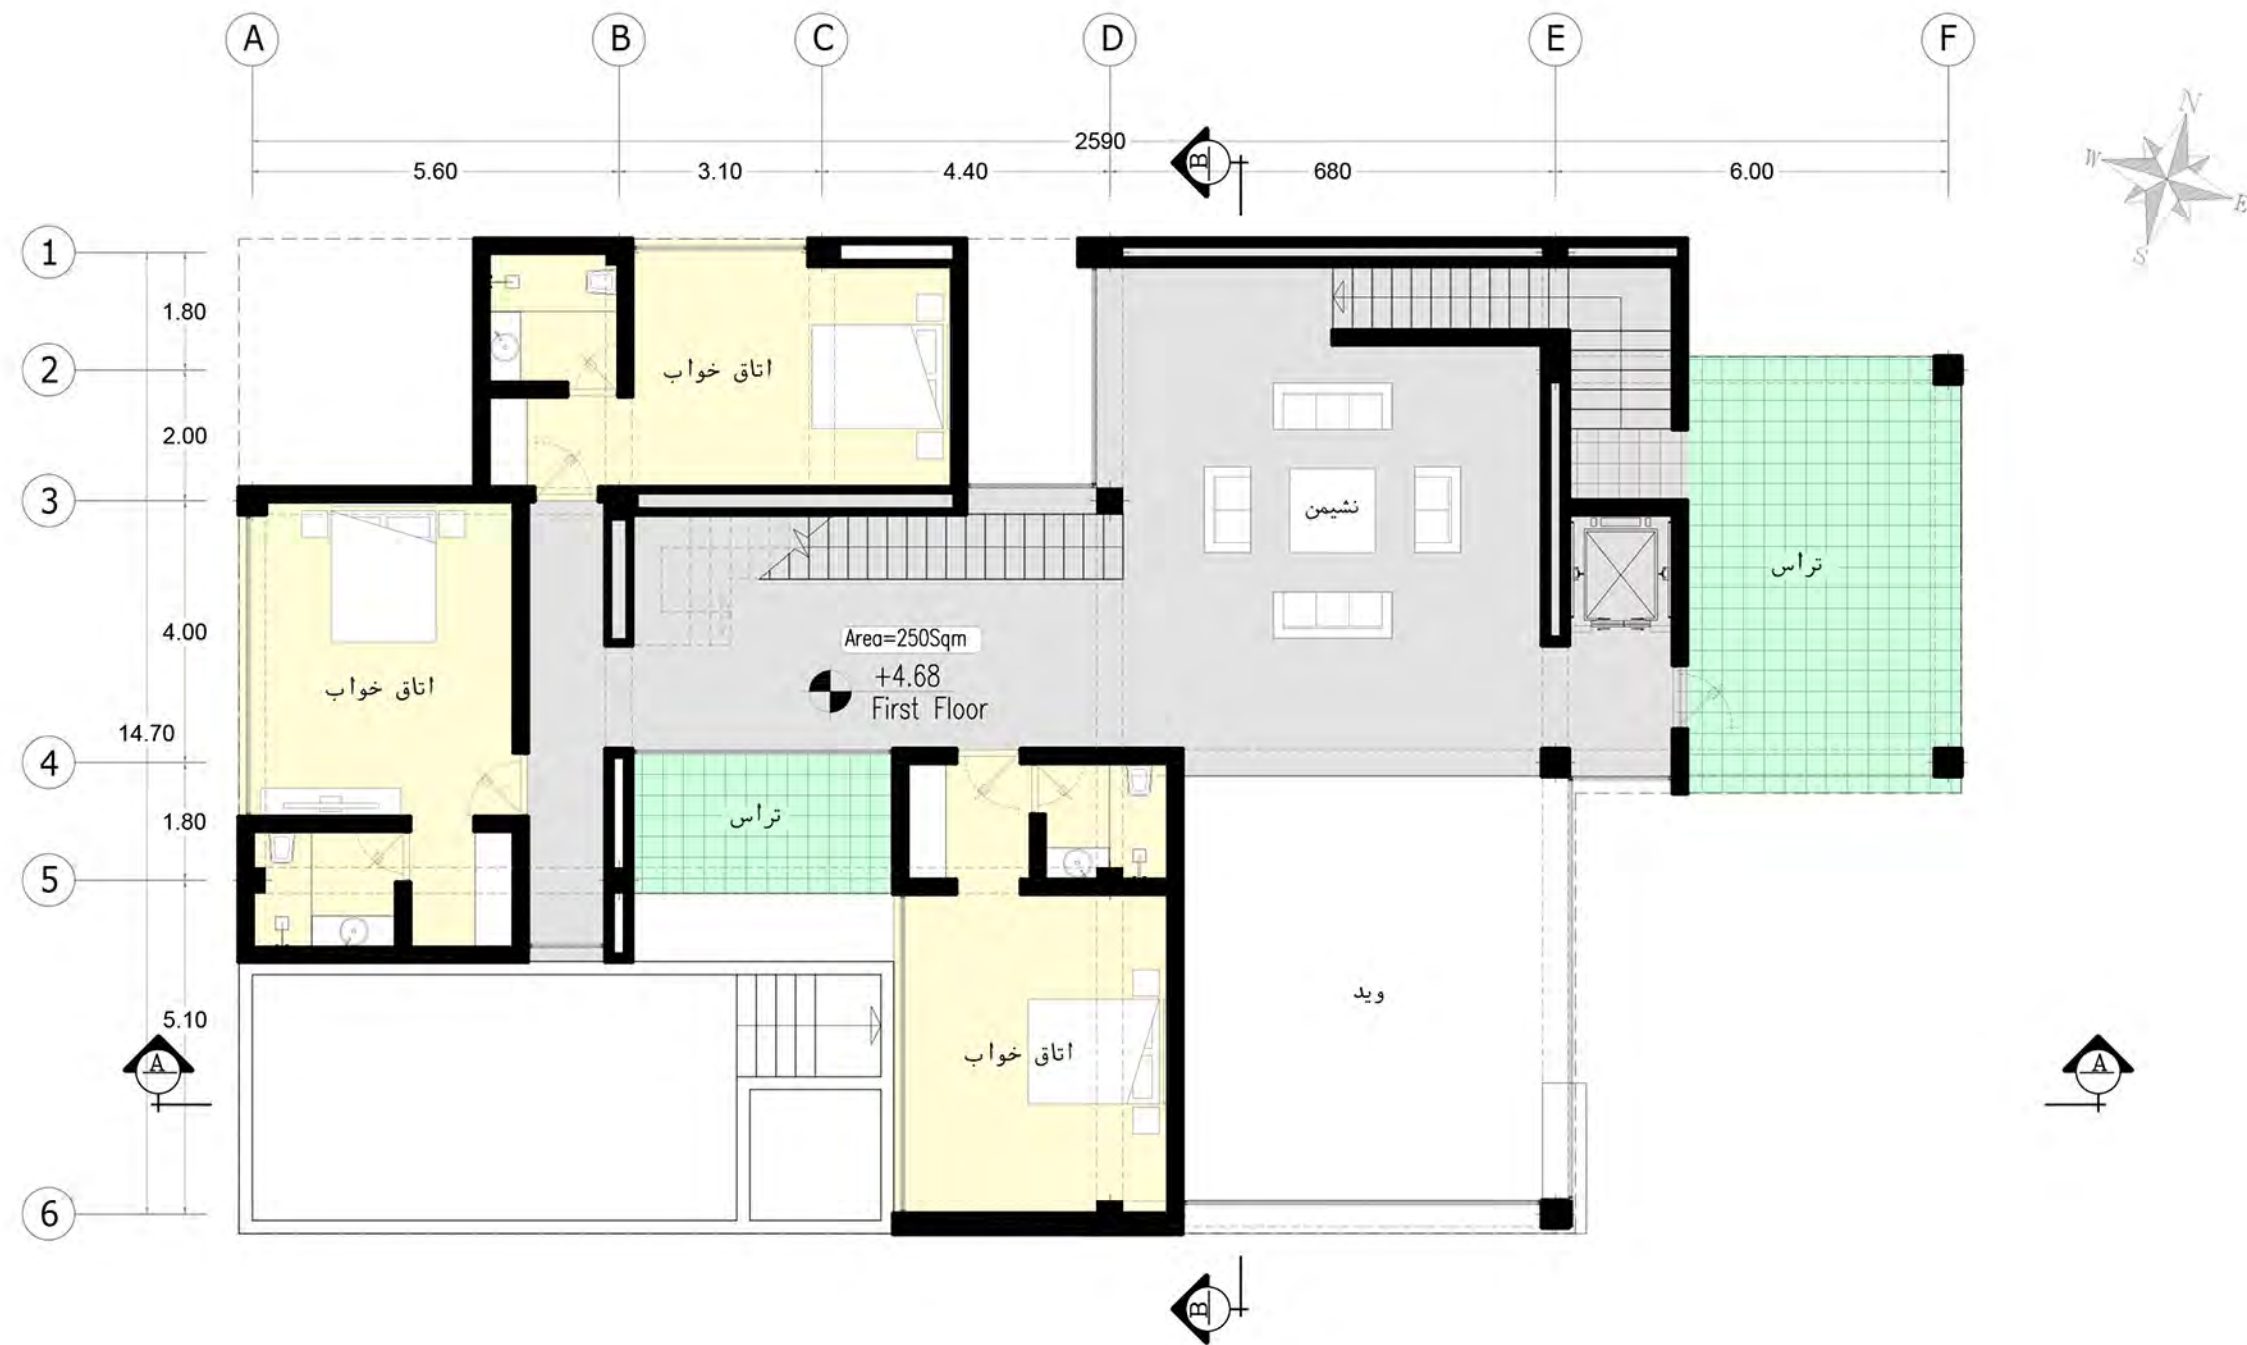 A B C D E F
N
W
E
S
2590
B
5.60 3.10 4.40 680 6.00
1
1.80
2
اتاق خواب
2.00
3
نشیمن
تراس
4.00
Area=250Sqm
+4.68
First Floor
اتاق خواب
14.70
4
تراس
1.80
5
وید
5.10
اتاق خواب
A
A
6
B